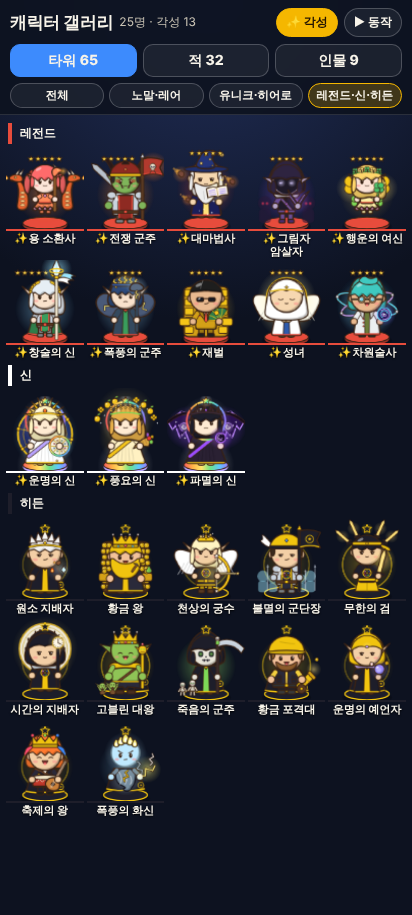 캐릭터 갤러리 25명 · 각성 13 ✨ 각성 ▶ 동작
타워 65 적 32 인물 9
전체 노말·레어 유니크·히어로 레전드·신·히든
레전드
✨용 소환사 ✨전쟁 군주 ✨대마법사 ✨그림자 암살자 ✨행운의 여신
✨창술의 신 ✨폭풍의 군주 ✨재벌 ✨성녀 ✨차원술사
신
✨운명의 신 ✨풍요의 신 ✨파멸의 신
히든
원소 지배자 황금 왕 천상의 궁수 불멸의 군단장 무한의 검
시간의 지배자 고블린 대왕 죽음의 군주 황금 포격대 운명의 예언자
축제의 왕 폭풍의 화신